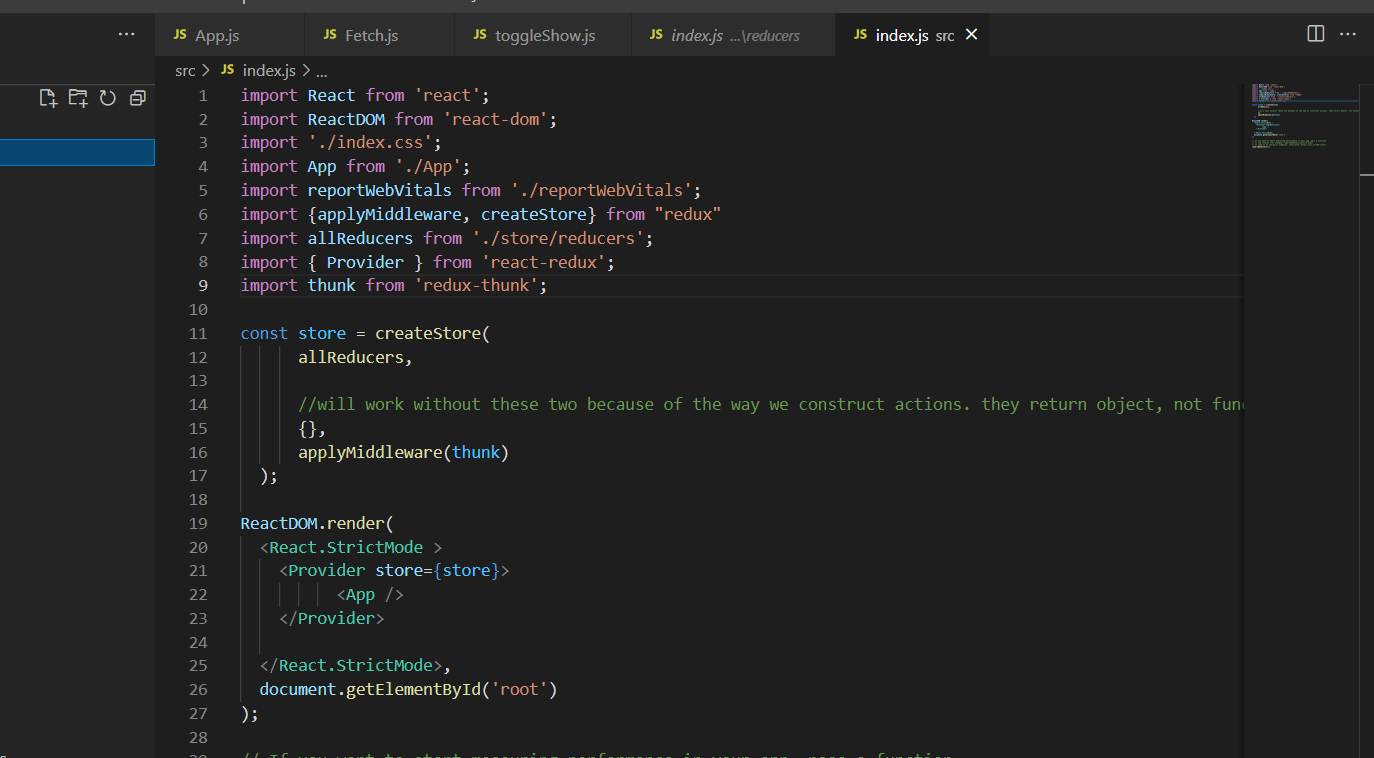 JS App.js JS Fetch.js JS toggleShow.js JS index.js ...\reducers JS index.js src
src > JS index.js > ...
1 import React from 'react';
2 import ReactDOM from 'react-dom';
3 import './index.css';
4 import App from './App';
5 import reportWebVitals from './reportWebVitals';
6 import {applyMiddleware, createStore} from "redux"
7 import allReducers from './store/reducers';
8 import { Provider } from 'react-redux';
9 import thunk from 'redux-thunk';
10
11 const store = createStore(
12 allReducers,
13
14 //will work without these two because of the way we construct actions. they return object, not func
15 {},
16 applyMiddleware(thunk)
17 );
18
19 ReactDOM.render(
20 <React.StrictMode >
21 <Provider store={store}>
22 <App />
23 </Provider>
24
25 </React.StrictMode>,
26 document.getElementById('root')
27 );
28